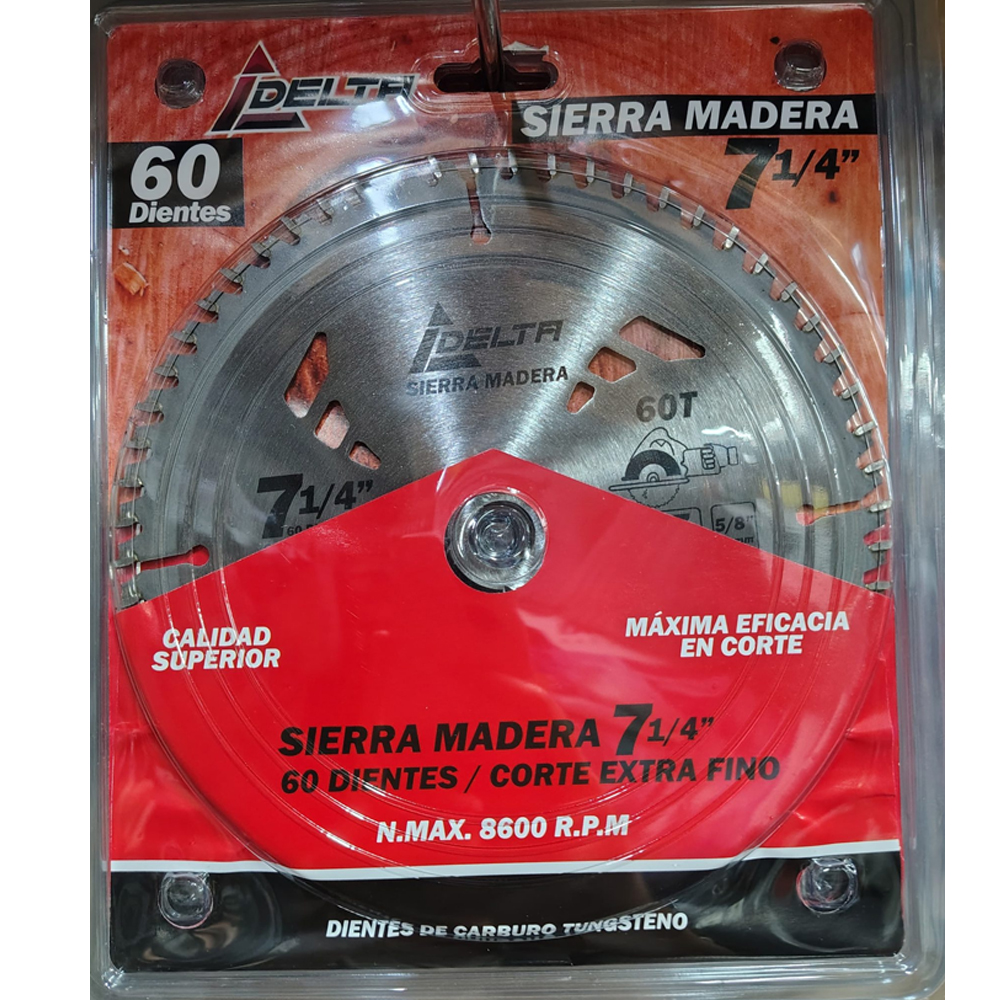 DELTA
SIERRA MADERA
7 1/4”
60
Dientes
DELTA
SIERRA MADERA
60T
7 1/4”
60
5/8"
CALIDAD
SUPERIOR
MÁXIMA EFICACIA
EN CORTE
SIERRA MADERA 7 1/4”
60 DIENTES / CORTE EXTRA FINO
N.MAX. 8600 R.P.M
DIENTES DE CARBURO TUNGSTENO